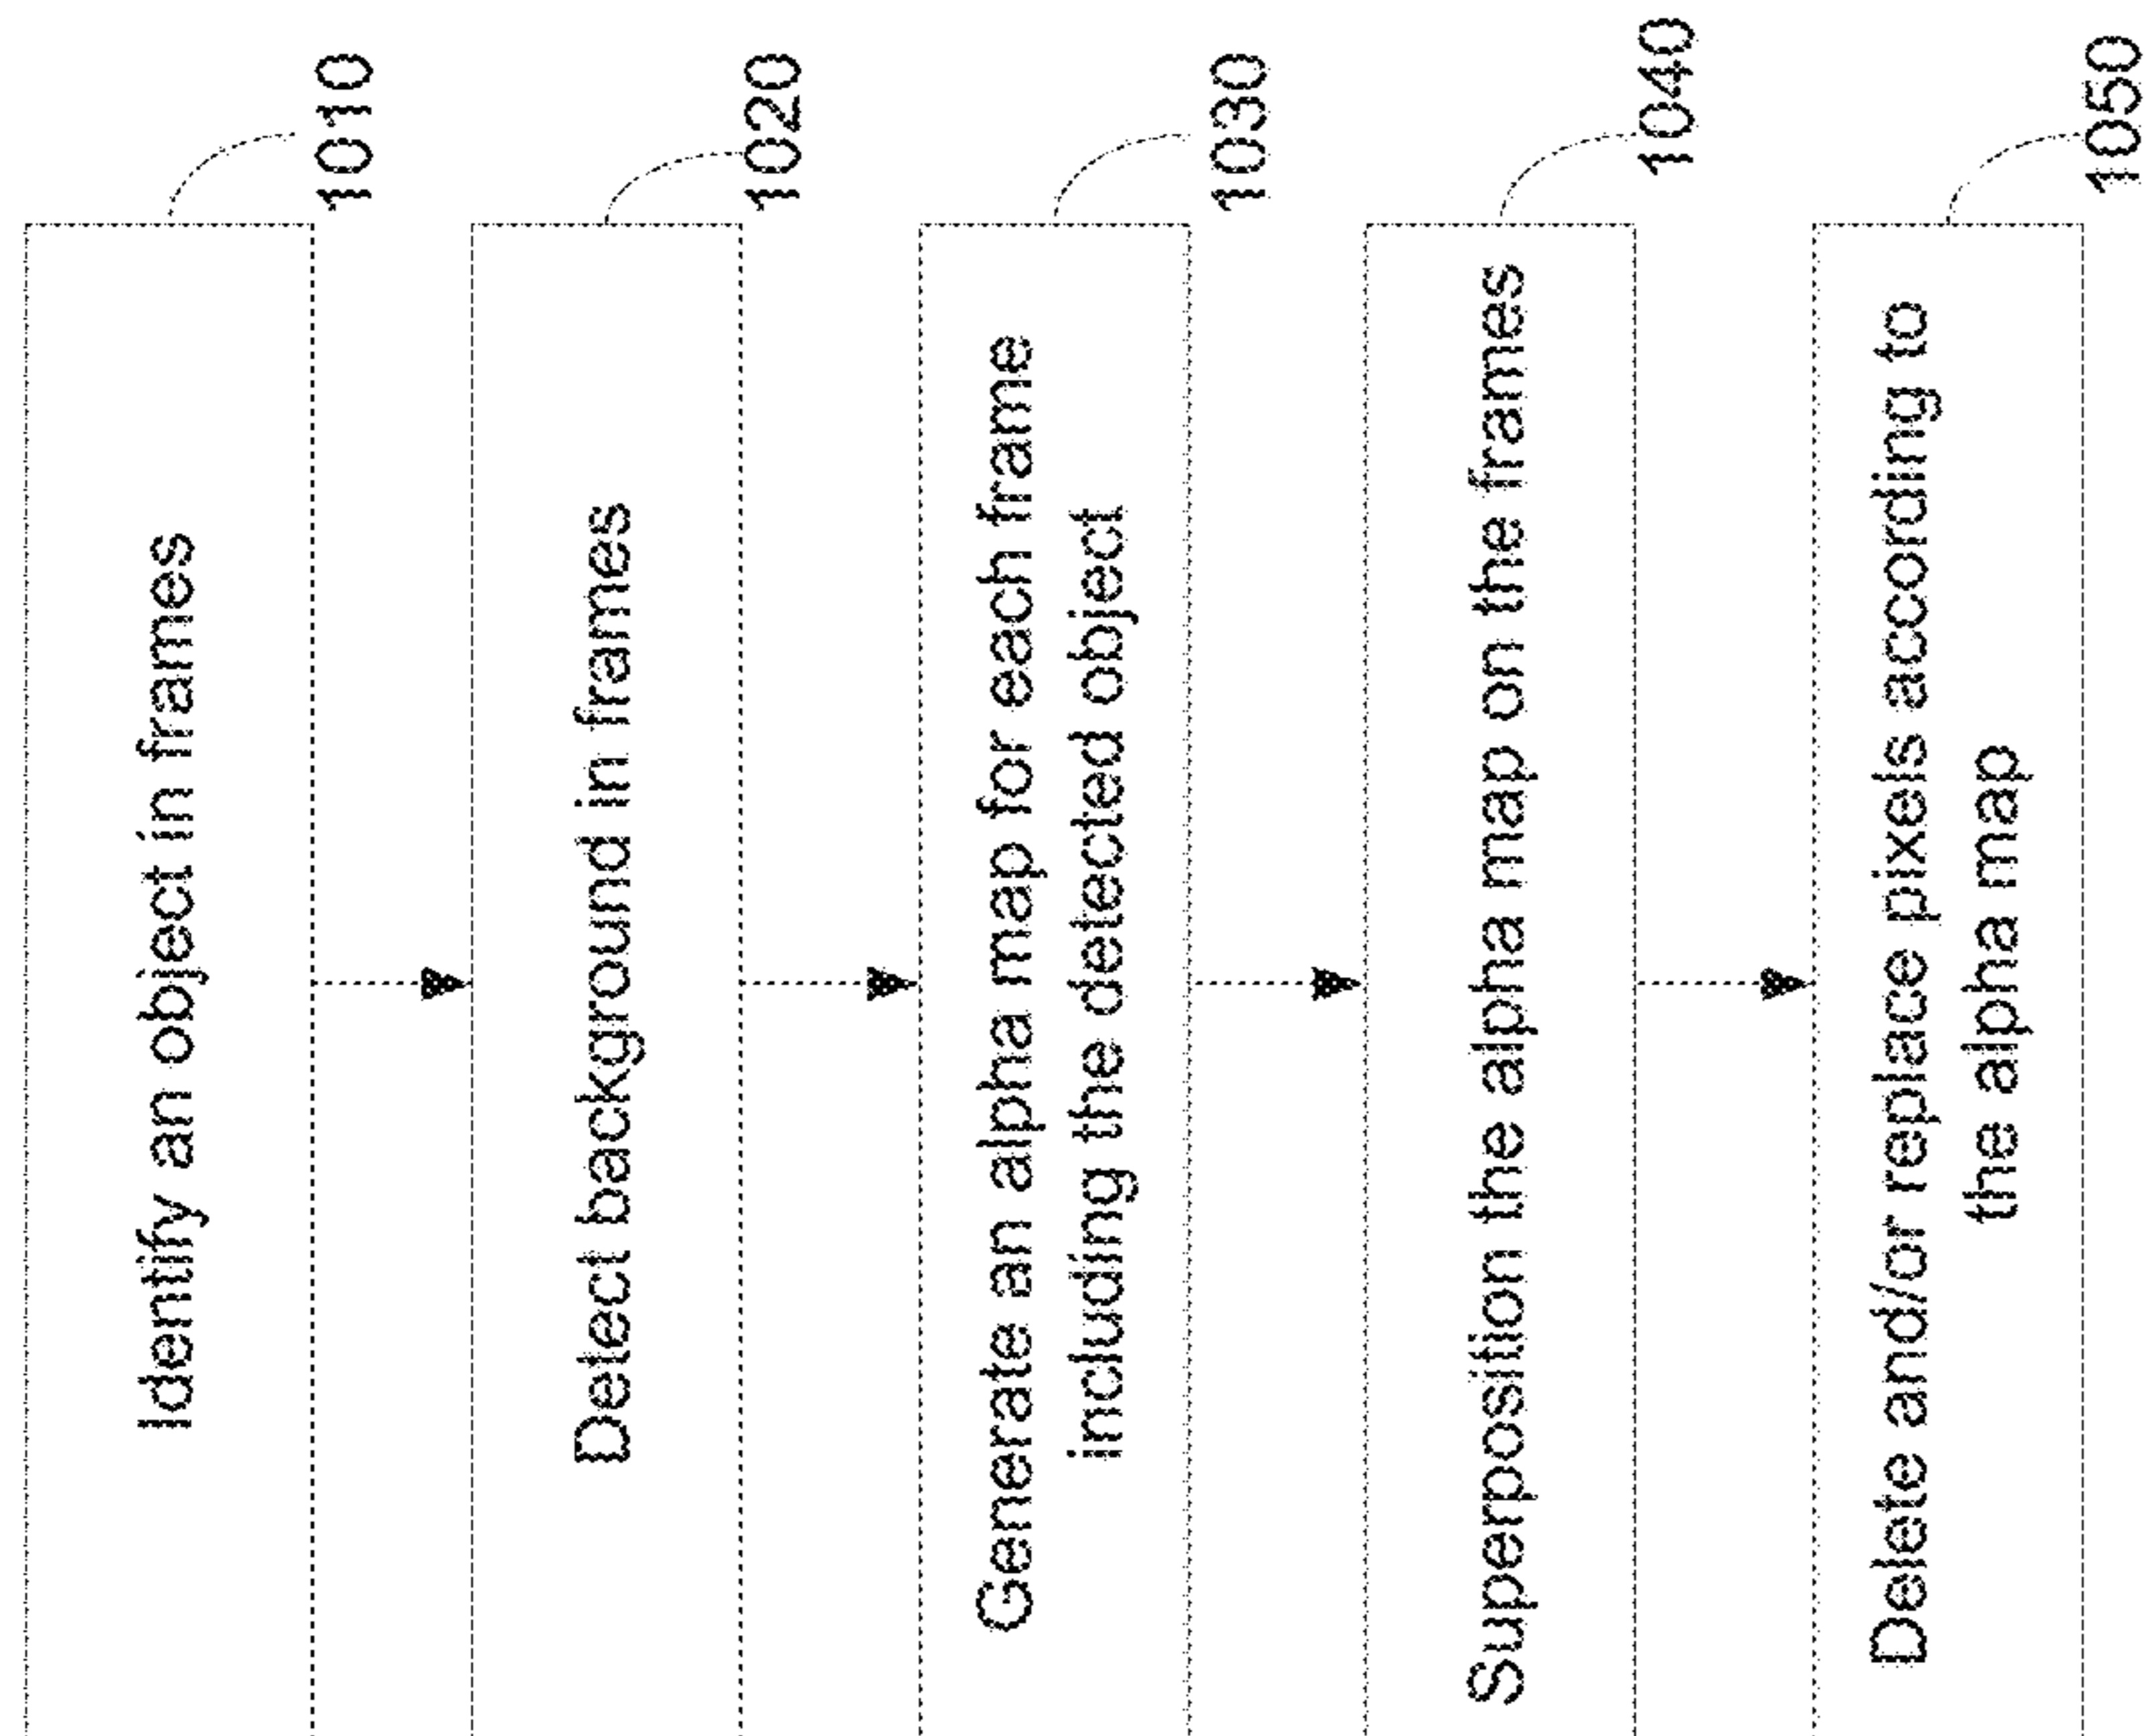 Identify an object in frames
1010
Detect background in frames
1020
Generate an alpha map for each frame
including the detected object
1030
Superposition the alpha map on the frames
1040
Delete and/or replace pixels according to
the alpha map
1050